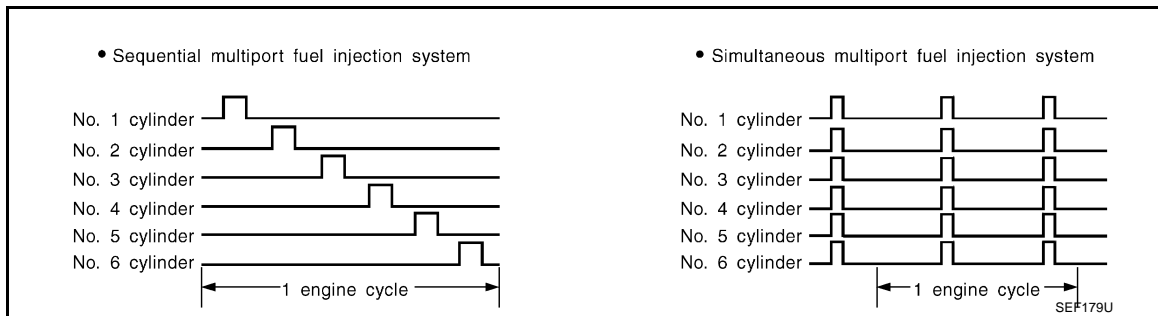 • Sequential multiport fuel injection system
No. 1 cylinder
No. 2 cylinder
No. 3 cylinder
No. 4 cylinder
No. 5 cylinder
No. 6 cylinder
1 engine cycle
• Simultaneous multiport fuel injection system
No. 1 cylinder
No. 2 cylinder
No. 3 cylinder
No. 4 cylinder
No. 5 cylinder
No. 6 cylinder
1 engine cycle
SEF179U